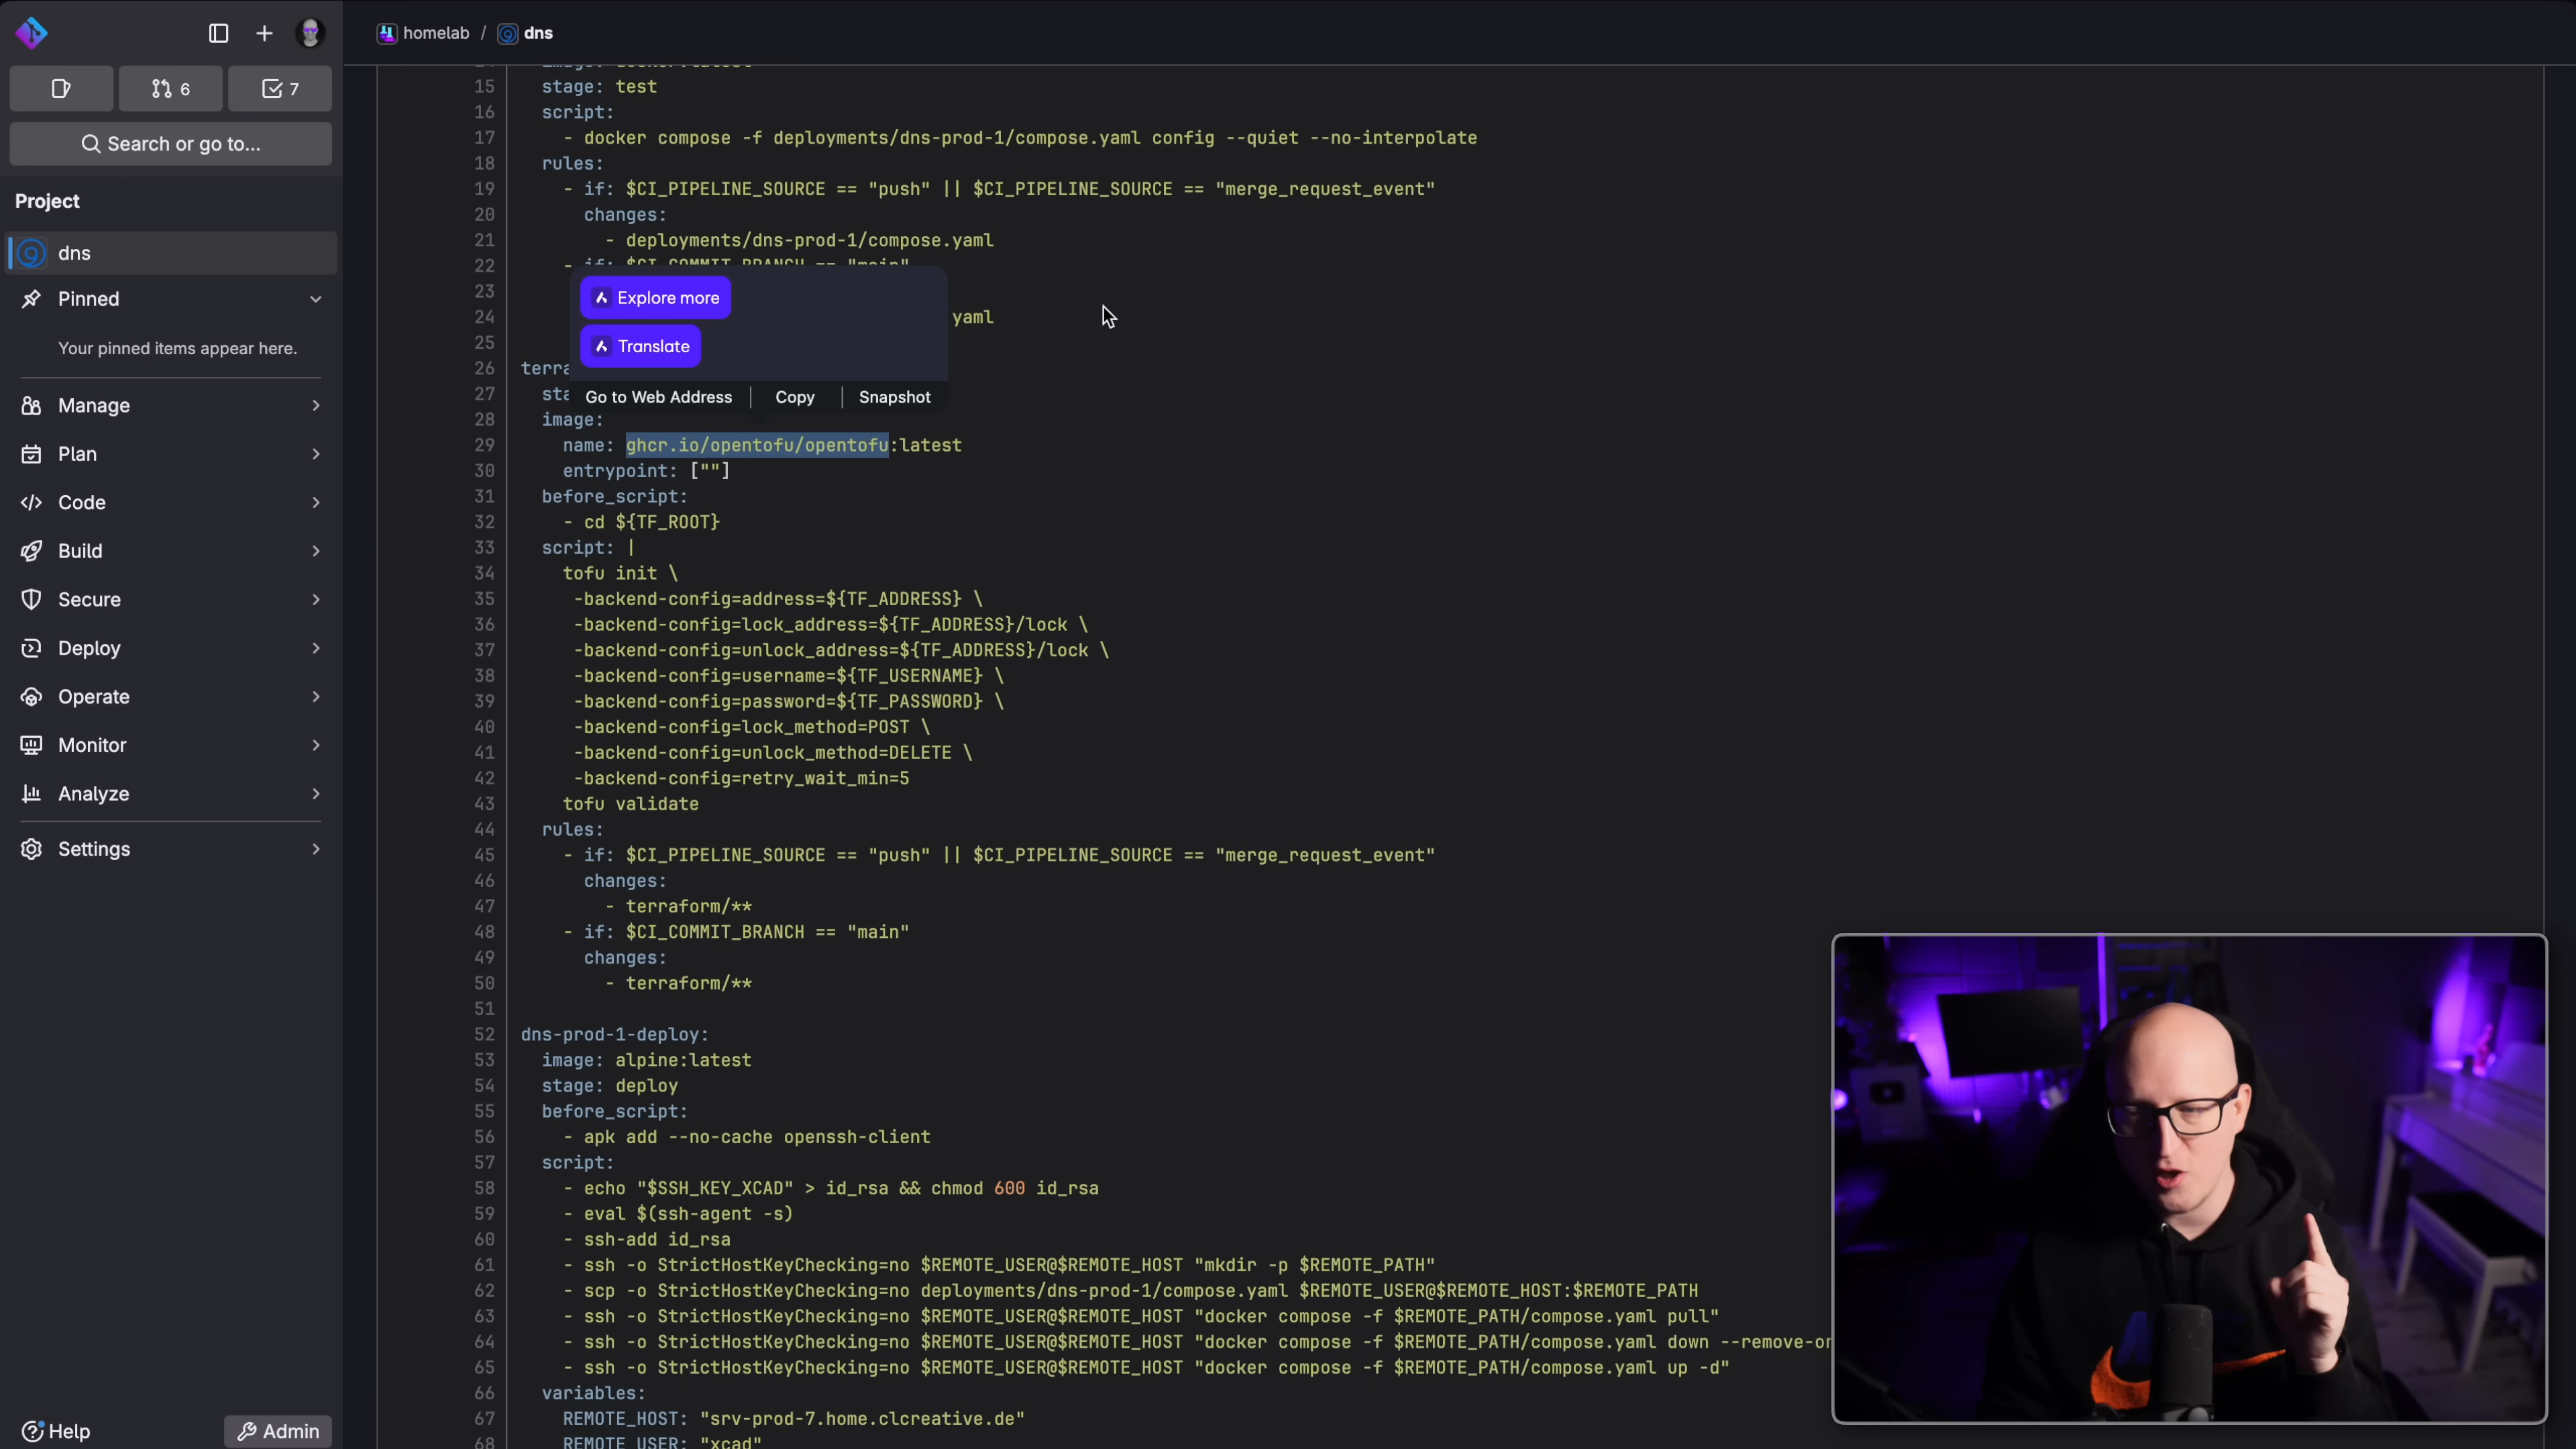 homelab / dns
6
7
Search or go to...
Project
dns
Pinned
Your pinned items appear here.
Manage
Plan
Code
Build
Secure
Deploy
Operate
Monitor
Analyze
Settings
Help
Admin
15 stage: test
16 script:
17 - docker compose -f deployments/dns-prod-1/compose.yaml config --quiet --no-interpolate
18 rules:
19 - if: $CI_PIPELINE_SOURCE == "push" || $CI_PIPELINE_SOURCE == "merge_request_event"
20 changes:
21 - deployments/dns-prod-1/compose.yaml
22 - if: $CI_COMMIT_BRANCH == "main"
23
24 yaml
25
Explore more
Translate
Go to Web Address | Copy | Snapshot
26 terra
27 sta
28 image:
29 name: ghcr.io/opentofu/opentofu:latest
30 entrypoint: [""]
31 before_script:
32 - cd ${TF_ROOT}
33 script: |
34 tofu init \
35 -backend-config=address=${TF_ADDRESS} \
36 -backend-config=lock_address=${TF_ADDRESS}/lock \
37 -backend-config=unlock_address=${TF_ADDRESS}/lock \
38 -backend-config=username=${TF_USERNAME} \
39 -backend-config=password=${TF_PASSWORD} \
40 -backend-config=lock_method=POST \
41 -backend-config=unlock_method=DELETE \
42 -backend-config=retry_wait_min=5
43 tofu validate
44 rules:
45 - if: $CI_PIPELINE_SOURCE == "push" || $CI_PIPELINE_SOURCE == "merge_request_event"
46 changes:
47 - terraform/**
48 - if: $CI_COMMIT_BRANCH == "main"
49 changes:
50 - terraform/**
51
52 dns-prod-1-deploy:
53 image: alpine:latest
54 stage: deploy
55 before_script:
56 - apk add --no-cache openssh-client
57 script:
58 - echo "$SSH_KEY_XCAD" > id_rsa && chmod 600 id_rsa
59 - eval $(ssh-agent -s)
60 - ssh-add id_rsa
61 - ssh -o StrictHostKeyChecking=no $REMOTE_USER@$REMOTE_HOST "mkdir -p $REMOTE_PATH"
62 - scp -o StrictHostKeyChecking=no deployments/dns-prod-1/compose.yaml $REMOTE_USER@$REMOTE_HOST:$REMOTE_PATH
63 - ssh -o StrictHostKeyChecking=no $REMOTE_USER@$REMOTE_HOST "docker compose -f $REMOTE_PATH/compose.yaml pull"
64 - ssh -o StrictHostKeyChecking=no $REMOTE_USER@$REMOTE_HOST "docker compose -f $REMOTE_PATH/compose.yaml down --remove-or
65 - ssh -o StrictHostKeyChecking=no $REMOTE_USER@$REMOTE_HOST "docker compose -f $REMOTE_PATH/compose.yaml up -d"
66 variables:
67 REMOTE_HOST: "srv-prod-7.home.clcreative.de"
68 REMOTE_USER: "xcad"